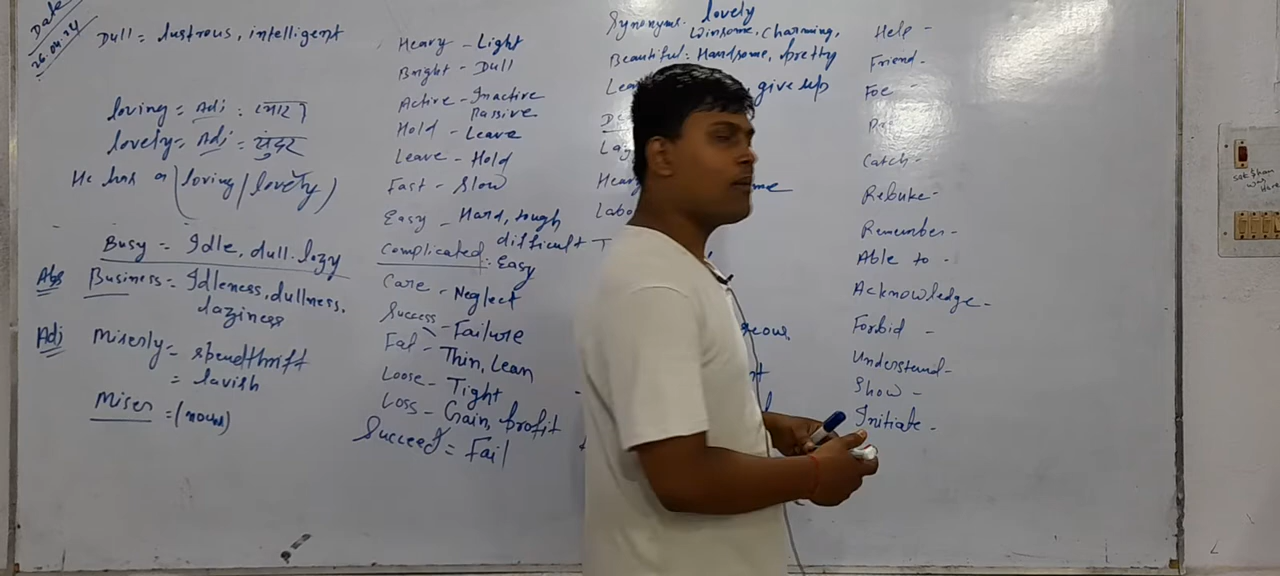 Date
26.04.24
Dull = lustrous, intelligent
loving = Adj :
lovely = Adj = सुंदर
He has a (loving/lovely)
Busy = Idle, dull, lazy
Abs Business = Idleness, dullness, laziness
Adj Miserly = spendthrift
= lavish
Miser = (noun)
Heavy - Light
Bright - Dull
Active - Inactive
Passive
Hold - Leave
Leave - Hold
Fast - Slow
Easy - Hard, tough
difficult
Complicated : Easy
Care - Neglect
Success - Failure
Fat - Thin, Lean
Loose - Tight
Loss - Gain, profit
Succeed = Fail
Synonyms. lovely
Winsome, charming,
Beautiful : Handsome, pretty
give up
Heavy
Help -
Friend -
Foe -
Catch -
Rebuke -
Remember -
Able to -
Acknowledge -
Forbid -
Understand -
Show -
Initiate -